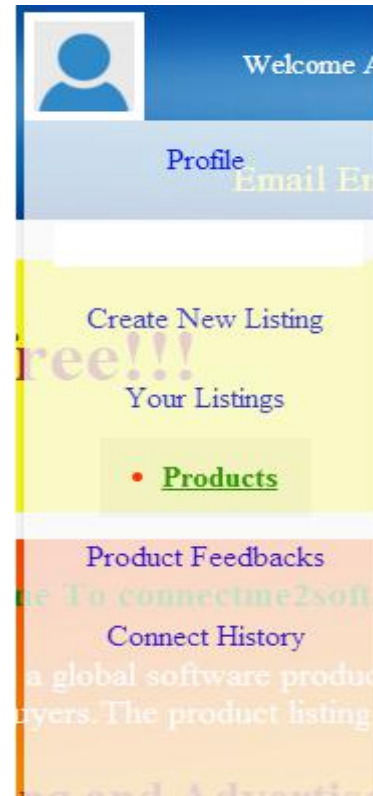 Welcome A
Profile
Email En
Create New Listing
ree!!!
Your Listings
• Products
Product Feedbacks
ne To connectme2soft
Connect History
a global software produc
uyers.The product listing
ng and Advertis